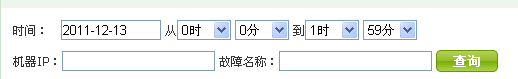 时间： 2011-12-13 从 0时 0分 到 1时 59分
机器IP： 故障名称： 查询